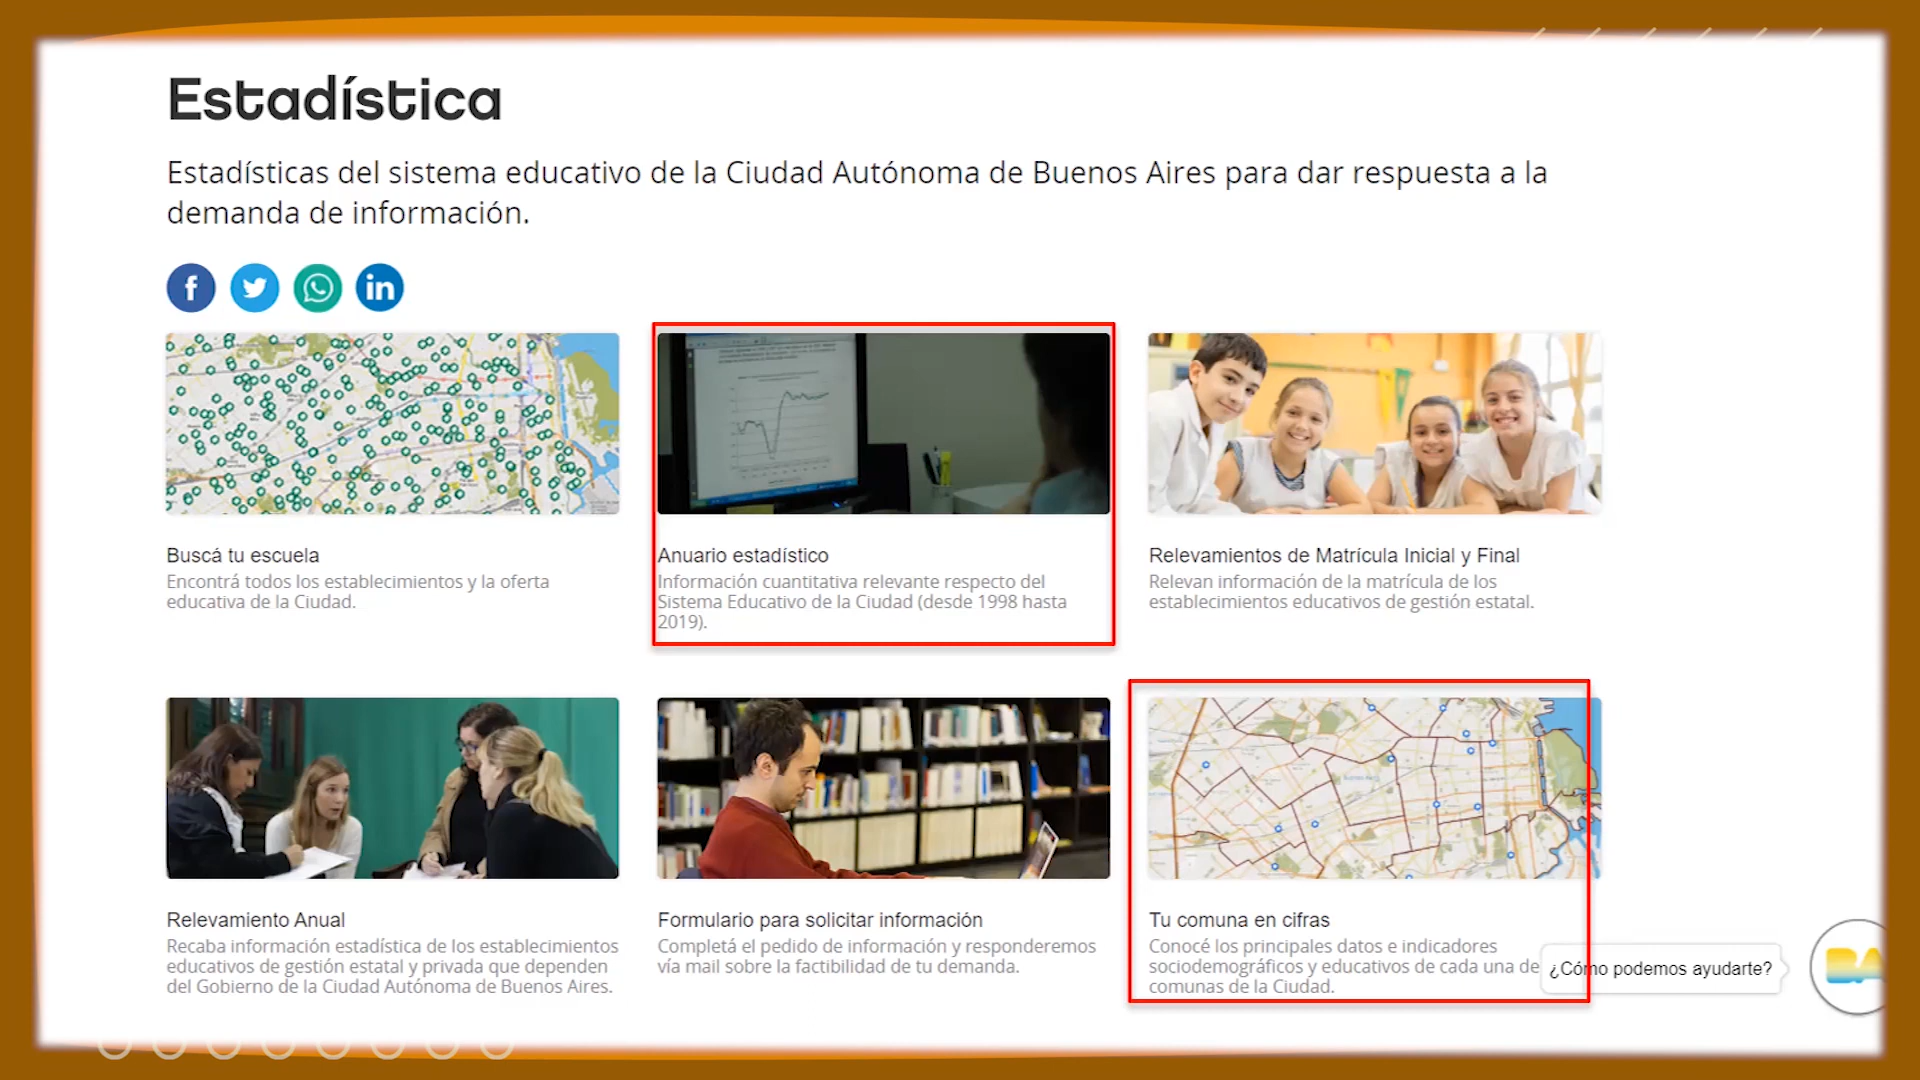 Estadística
Estadísticas del sistema educativo de la Ciudad Autónoma de Buenos Aires para dar respuesta a la
demanda de información.
Buscá tu escuela
Encontrá todos los establecimientos y la oferta
educativa de la Ciudad.
Anuario estadístico
Información cuantitativa relevante respecto del
Sistema Educativo de la Ciudad (desde 1998 hasta
2019).
Relevamientos de Matrícula Inicial y Final
Relevan información de la matrícula de los
establecimientos educativos de gestión estatal.
Relevamiento Anual
Recaba información estadística de los establecimientos
educativos de gestión estatal y privada que dependen
del Gobierno de la Ciudad Autónoma de Buenos Aires.
Formulario para solicitar información
Completá el pedido de información y responderemos
vía mail sobre la factibilidad de tu demanda.
Tu comuna en cifras
Conocé los principales datos e indicadores
sociodemográficos y educativos de cada una de
comunas de la Ciudad.
¿Cómo podemos ayudarte?
BA